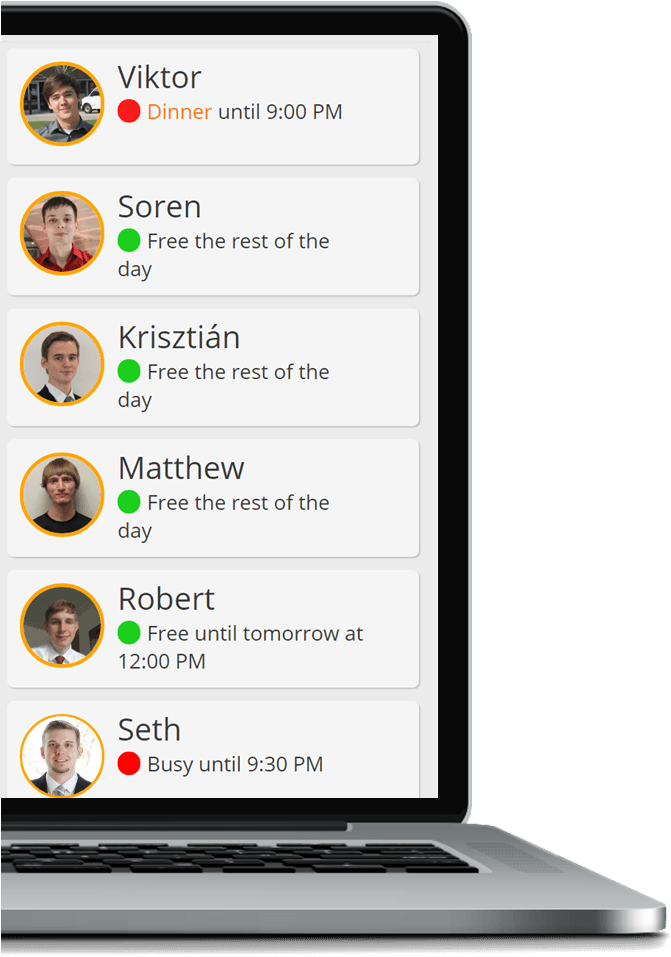 Viktor
Dinner until 9:00 PM
Soren
Free the rest of the
day
Krisztián
Free the rest of the
day
Matthew
Free the rest of the
day
Robert
Free until tomorrow at
12:00 PM
Seth
Busy until 9:30 PM